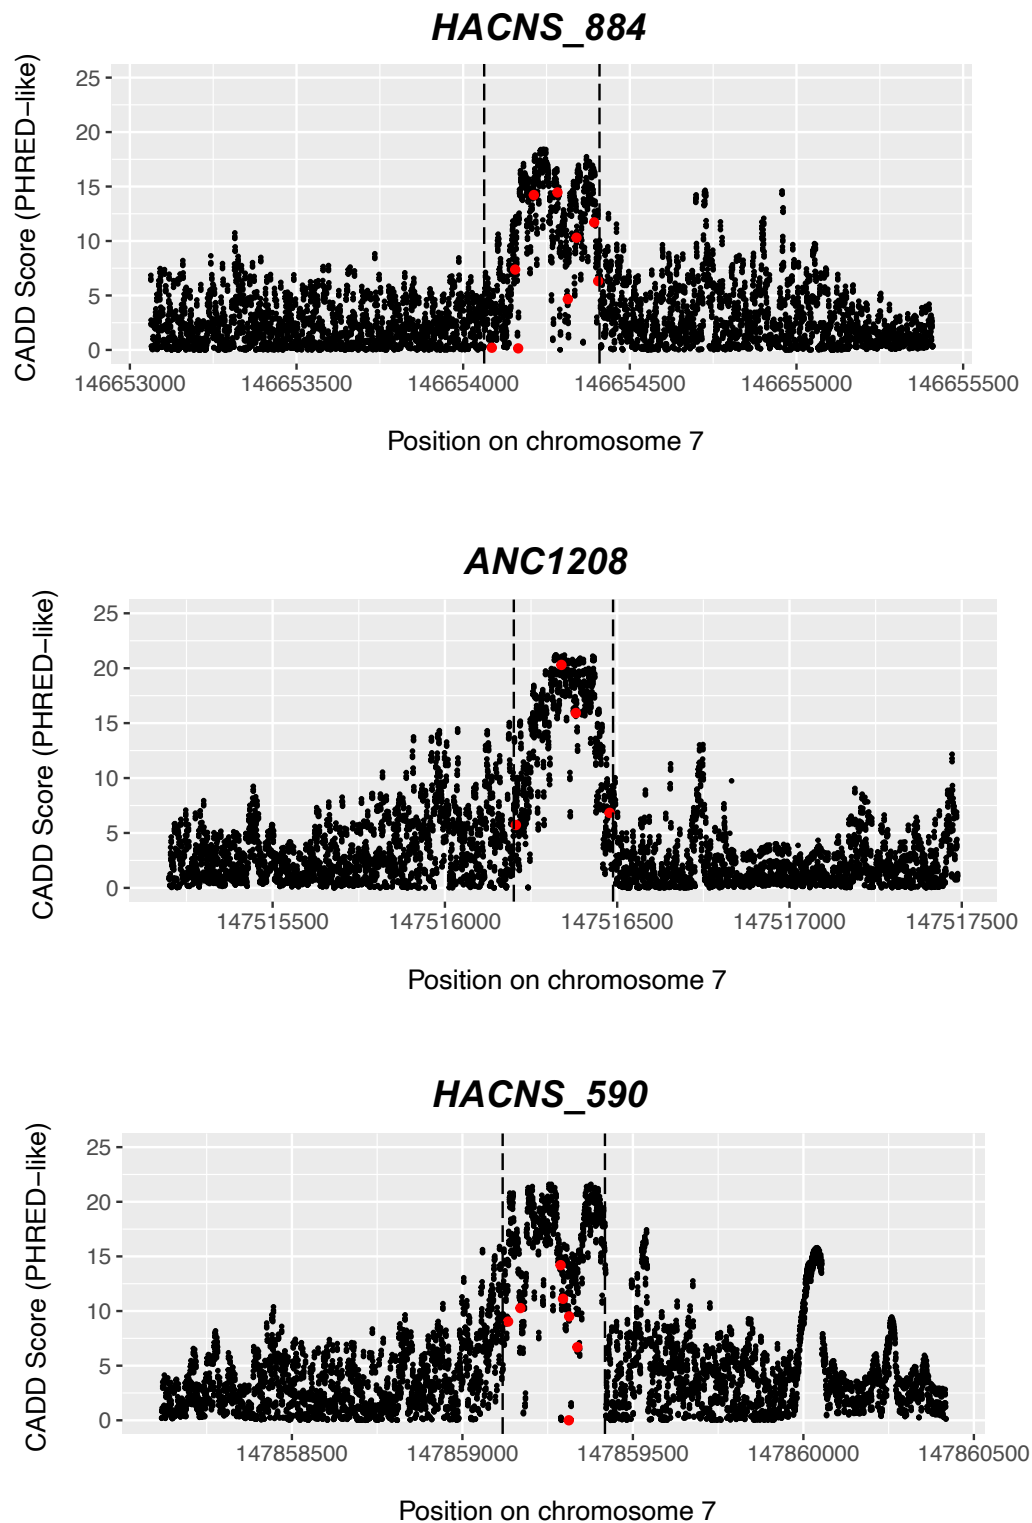 HACNS_884
CADD Score (PHRED−like)
25
20
15
10
5
0
146653000 146653500 146654000 146654500 146655000 146655500
Position on chromosome 7
ANC1208
CADD Score (PHRED−like)
25
20
15
10
5
0
147515500 147516000 147516500 147517000 147517500
Position on chromosome 7
HACNS_590
CADD Score (PHRED−like)
25
20
15
10
5
0
147858500 147859000 147859500 147860000 147860500
Position on chromosome 7